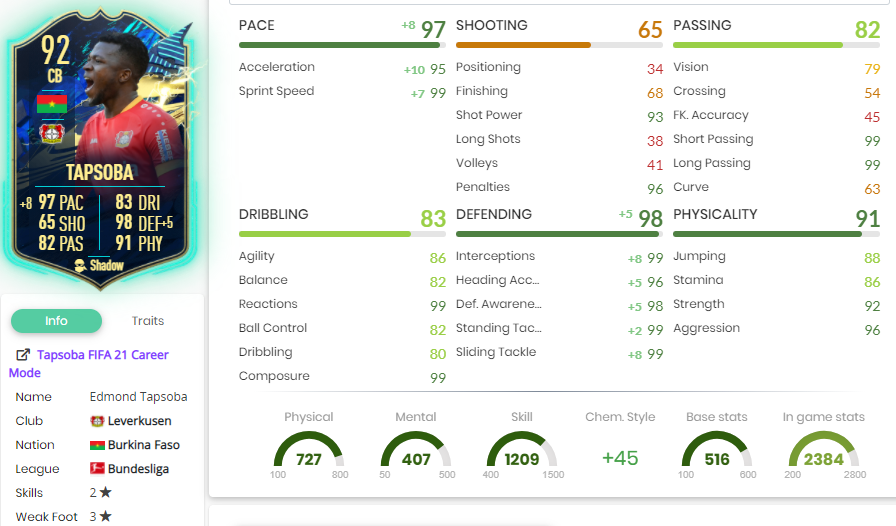 92
CB
TAPSOBA
+8 97 PAC 83 DRI
65 SHO 98 DEF+5
82 PAS 91 PHY
Shadow
Info Traits
Tapsoba FIFA 21 Career
Mode
Name Edmond Tapsoba
Club Leverkusen
Nation Burkina Faso
League Bundesliga
Skills 2 ★
Weak Foot 3 ★
PACE +8 97
Acceleration +10 95
Sprint Speed +7 99
SHOOTING 65
Positioning 34
Finishing 68
Shot Power 93
Long Shots 38
Volleys 41
Penalties 96
PASSING 82
Vision 79
Crossing 54
FK. Accuracy 45
Short Passing 99
Long Passing 99
Curve 63
DRIBBLING 83
Agility 86
Balance 82
Reactions 99
Ball Control 82
Dribbling 80
Composure 99
DEFENDING +5 98
Interceptions +8 99
Heading Acc... +5 96
Def. Awarene... +5 98
Standing Tac... +2 99
Sliding Tackle +8 99
PHYSICALITY 91
Jumping 88
Stamina 86
Strength 92
Aggression 96
Physical
727
100 800
Mental
407
50 500
Skill
1209
400 1500
Chem. Style
+45
Base stats
516
100 600
In game stats
2384
200 2800